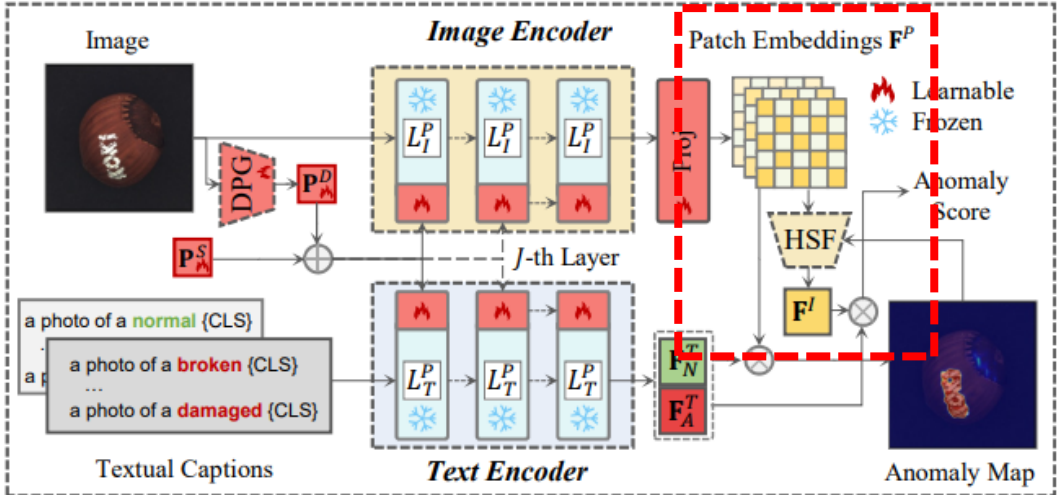 Image
Image Encoder
Patch Embeddings F^P
Learnable
Frozen
L_I^P L_I^P L_I^P
Proj
DPG
P^D
P^S
J-th Layer
HSF
Anomaly
Score
F^I
a photo of a normal {CLS}
...
a p
a photo of a broken {CLS}
...
a photo of a damaged {CLS}
L_T^P L_T^P L_T^P
F_N^T
F_A^T
Textual Captions
Text Encoder
Anomaly Map